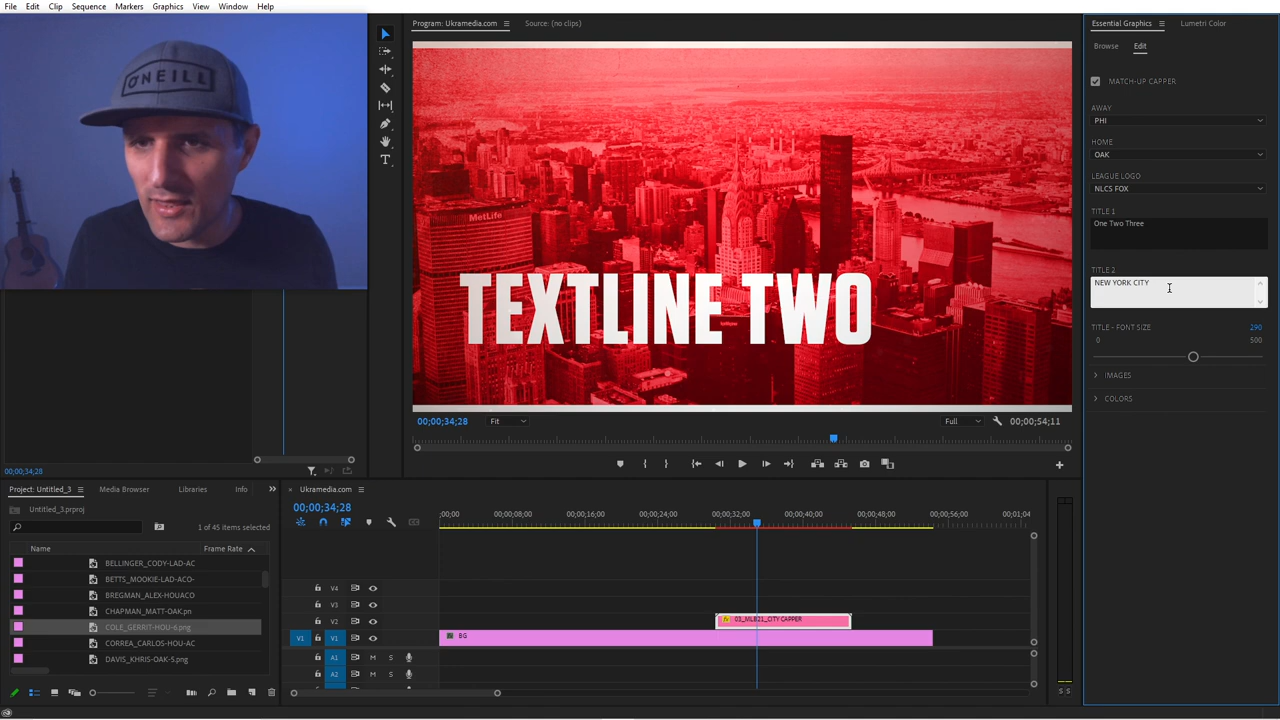 File Edit Clip Sequence Markers Graphics View Window Help
O'NEILL
Program: Ukramedia.com Source: (no clips)
MetLife
TEXTLINE TWO
00;00;34;28 Fit Full 00;00;54;11
Essential Graphics Lumetri Color
Browse Edit
MATCH-UP CAPPER
AWAY
PHI
HOME
OAK
LEAGUE LOGO
NLCS FOX
TITLE 1
One Two Three
TITLE 2
NEW YORK CITY
TITLE - FONT SIZE 290
0 500
IMAGES
COLORS
00;00;34;28
Project: Untitled_3 Media Browser Libraries Info
Untitled_3.prproj
1 of 45 items selected
Name Frame Rate
BELLINGER_CODY-LAD-AC
BETTS_MOOKIE-LAD-ACO-
BREGMAN_ALEX-HOUACO
CHAPMAN_MATT-OAK.pn
COLE_GERRIT-HOU-6.png
CORREA_CARLOS-HOU-AC
DAVIS_KHRIS-OAK-5.png
Ukramedia.com
00;00;34;28
;00;00 00;00;08;00 00;00;16;00 00;00;24;00 00;00;32;00 00;00;40;00 00;00;49;00 00;00;56;00 00;01;04
V4
V3
V2 fx 03_MLB21_CITY CAPPER
V1 V1 BG
A1 M S
A2 M S
S S